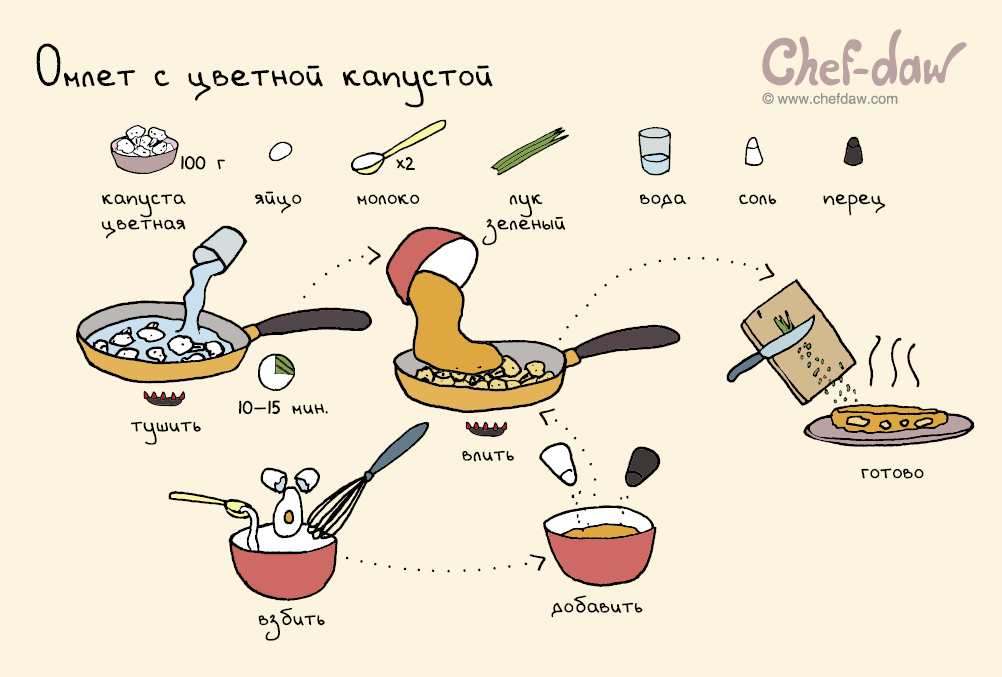 Омлет с цветной капустой
Chef-daw
© www.chefdaw.com
100 г
x2
капуста
цветная
яйцо
молоко
лук
зеленый
вода
соль
перец
10–15 мин.
тушить
влить
готово
взбить
добавить